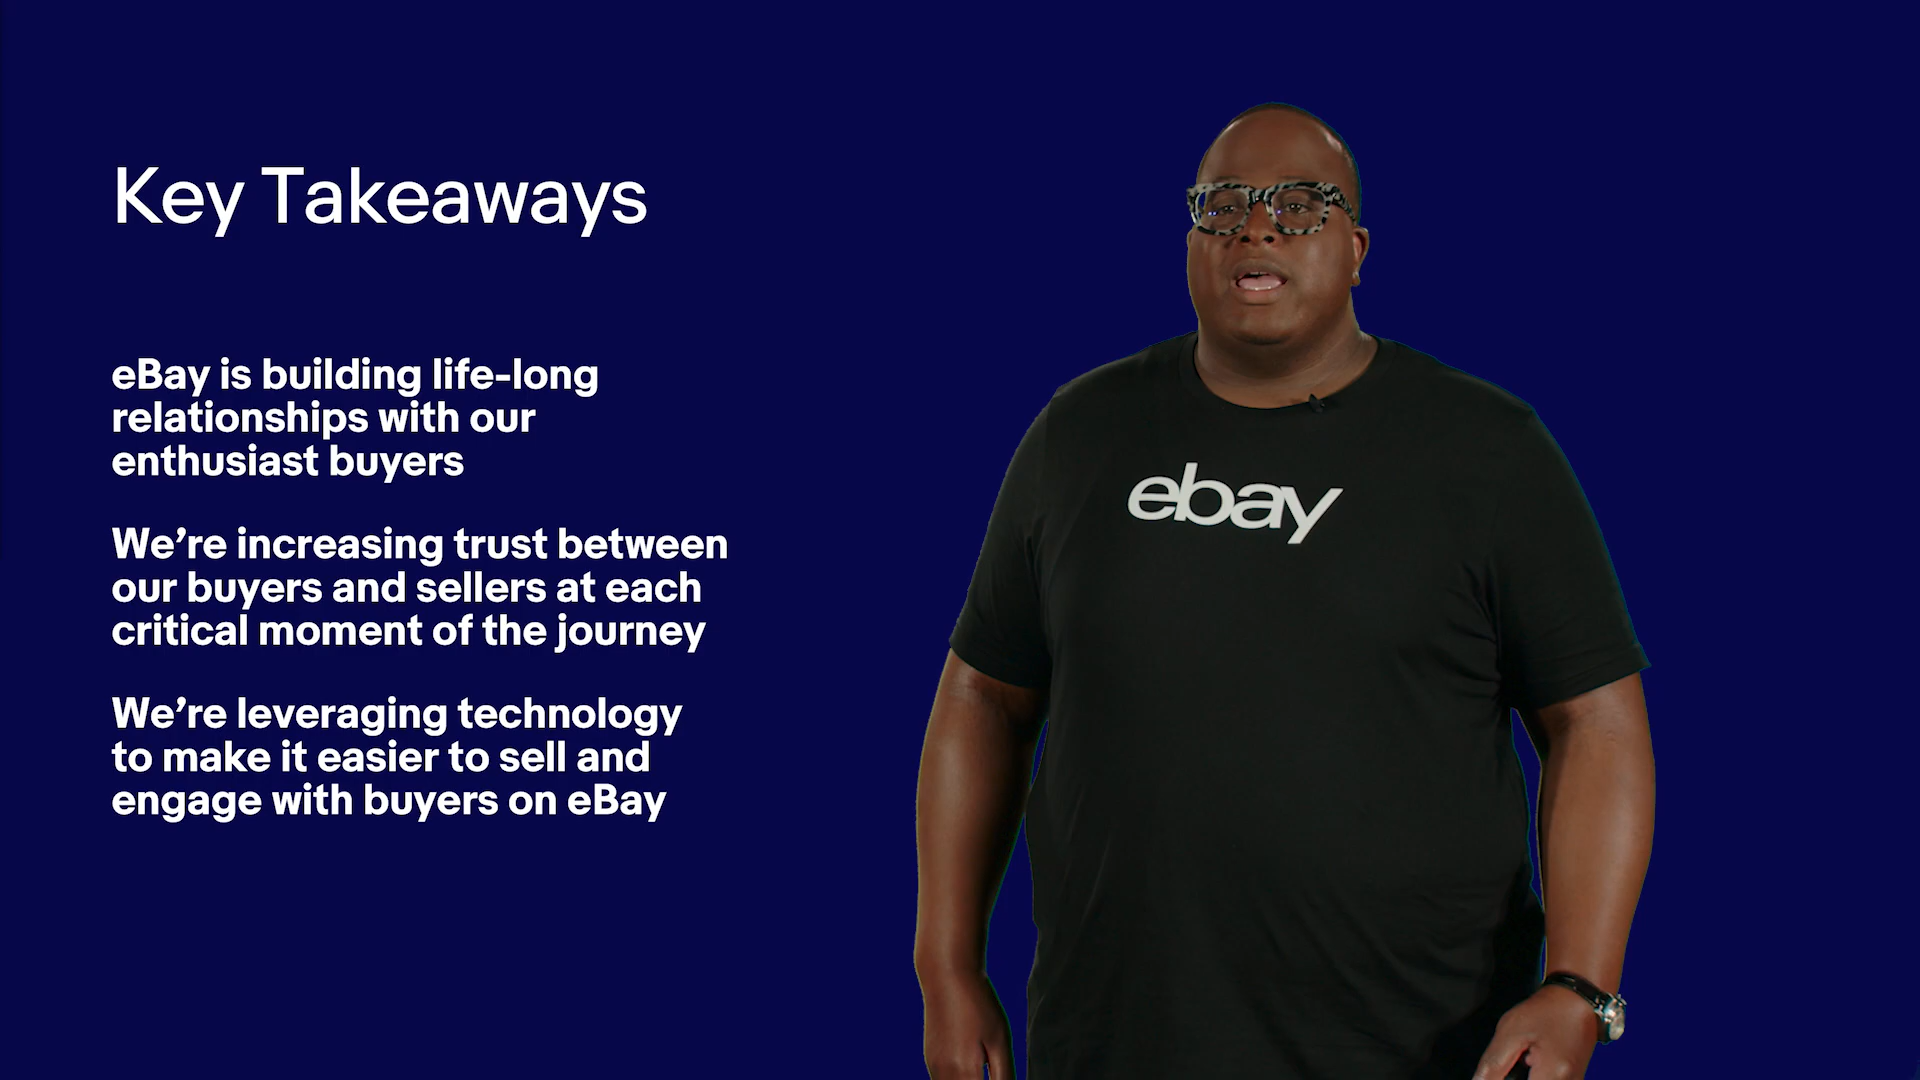 Key Takeaways
eBay is building life-long
relationships with our
enthusiast buyers
We’re increasing trust between
our buyers and sellers at each
critical moment of the journey
We’re leveraging technology
to make it easier to sell and
engage with buyers on eBay
ebay